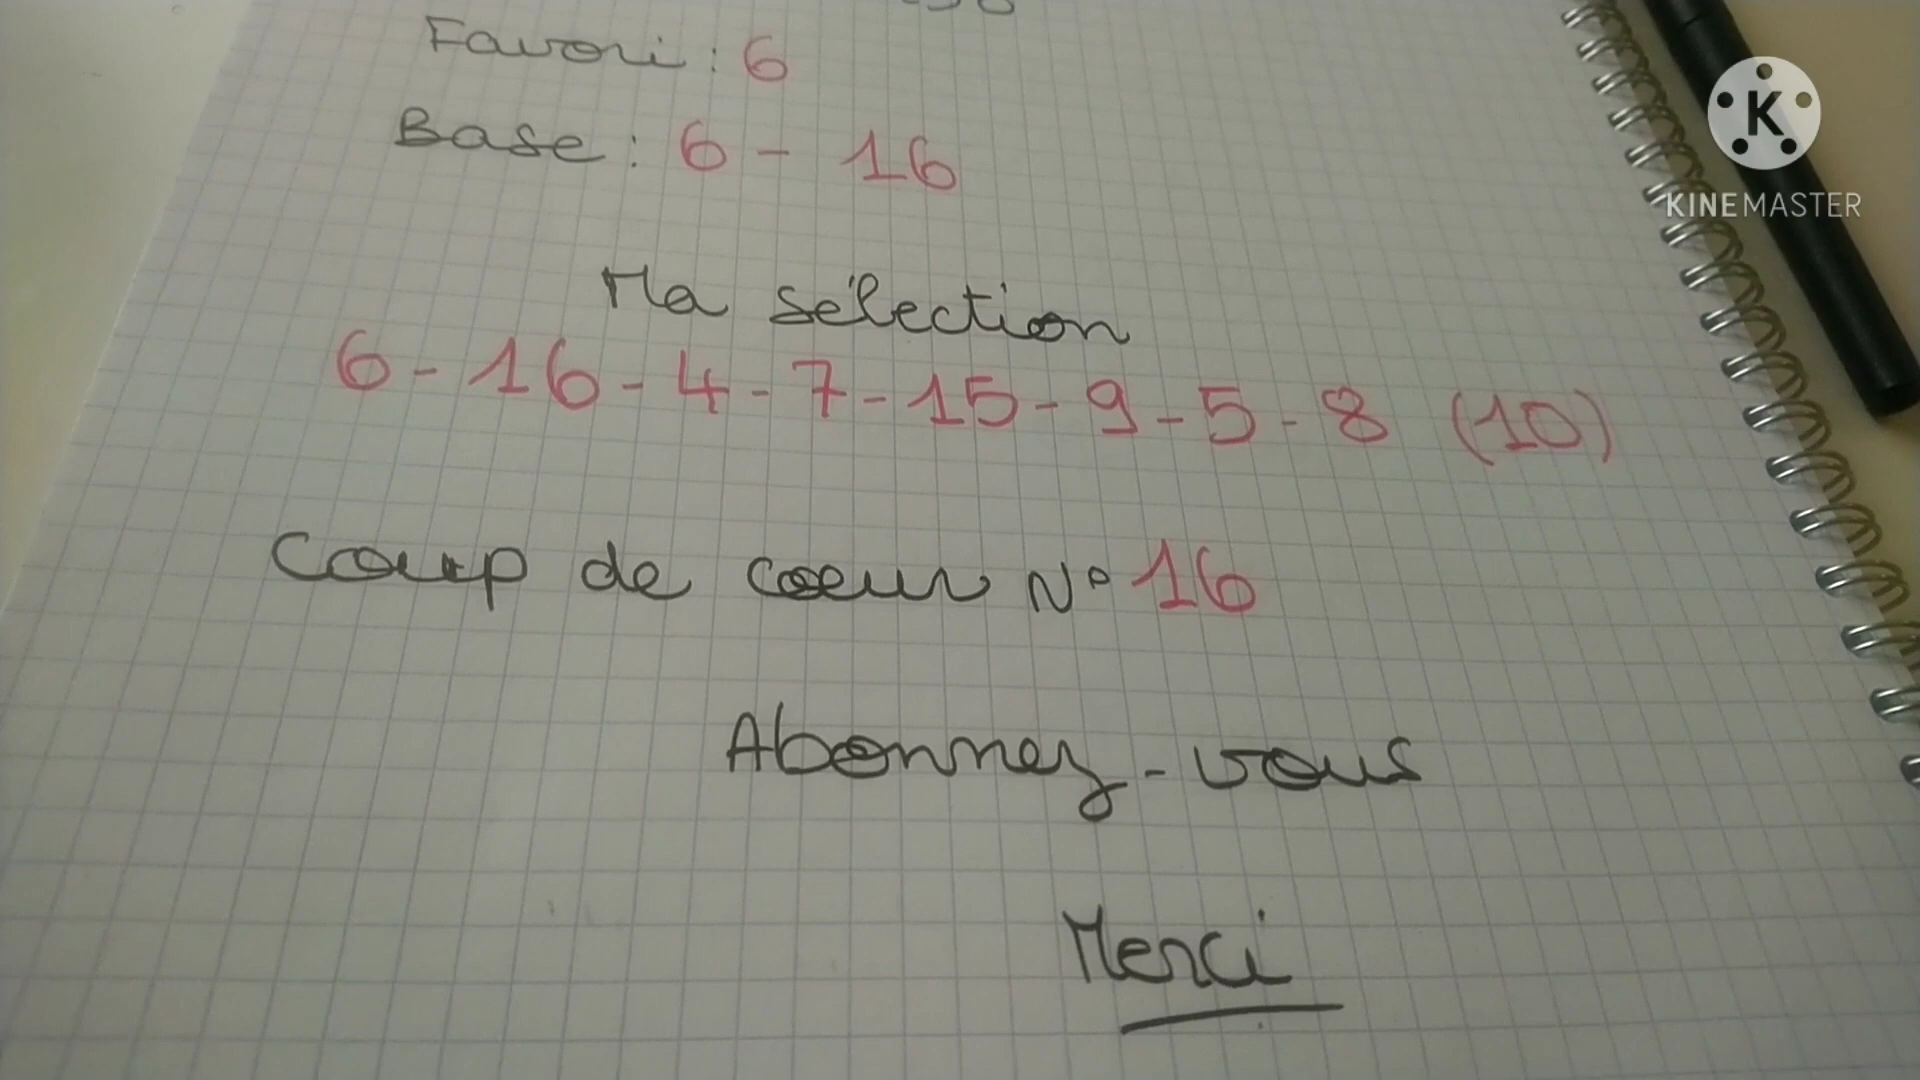 Favori : 6
Base : 6 - 16
Ma sélection
6 - 16 - 4 - 7 - 15 - 9 - 5 - 8 (10)
Coup de coeur N° 16
Abonnez-vous
Merci
K
KINEMASTER